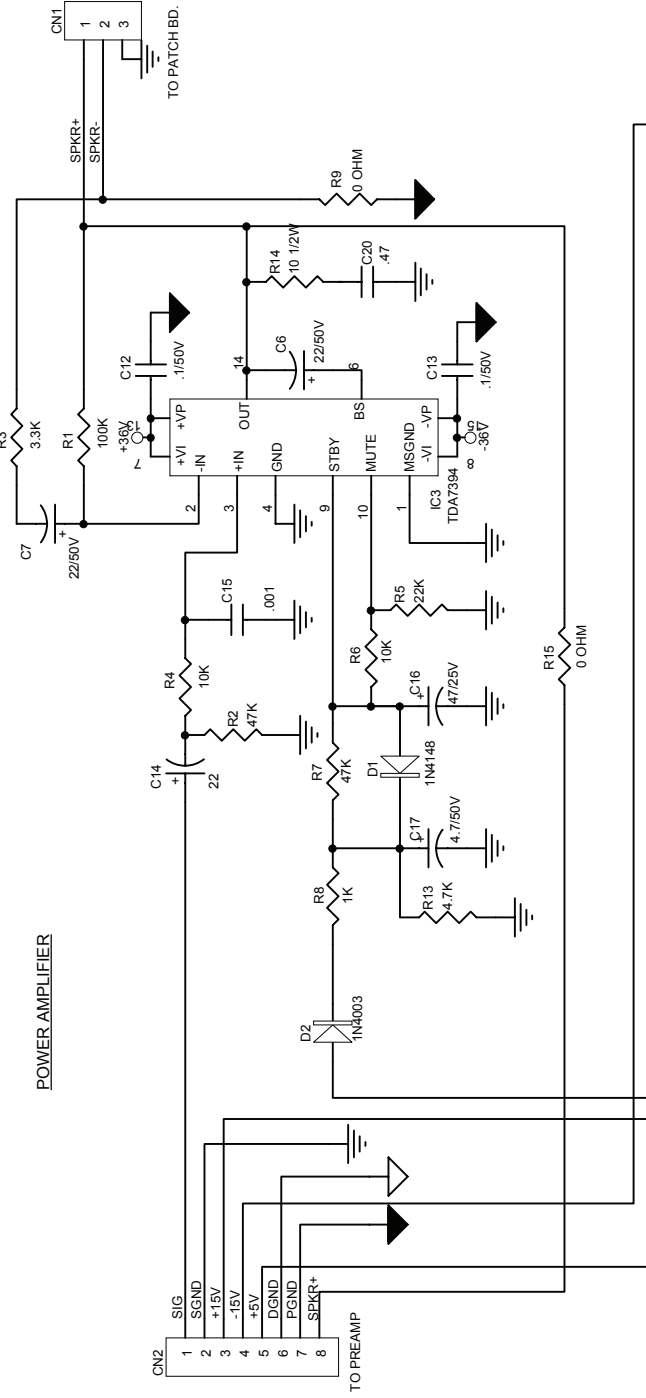 POWER AMPLIFIER
CN2
1 SIG
2 SGND
3 +15V
4 -15V
5 +5V
6 DGND
7 PGND
8 SPKR+
TO PREAMP
D2
1N4003
R8
1K
R13
4.7K
C17
+
4.7/50V
D1
1N4148
R7
47K
C16
+
47/25V
R6
10K
R5
22K
C14
+
22
R2
47K
R4
10K
C15
.001
C7
+
22/50V
R3
3.3K
R1
100K
+36V
7
13
C12
.1/50V
+VI
+VP
2
-IN
3
+IN
4
GND
9
STBY
10
MUTE
1
MSGND
OUT
14
BS
6
-VI
-VP
8
15
-36V
IC3
TDA7394
C6
+
22/50V
C13
.1/50V
R14
10 1/2W
C20
.47
R9
0 OHM
R15
0 OHM
SPKR+
SPKR-
CN1
1
2
3
TO PATCH BD.